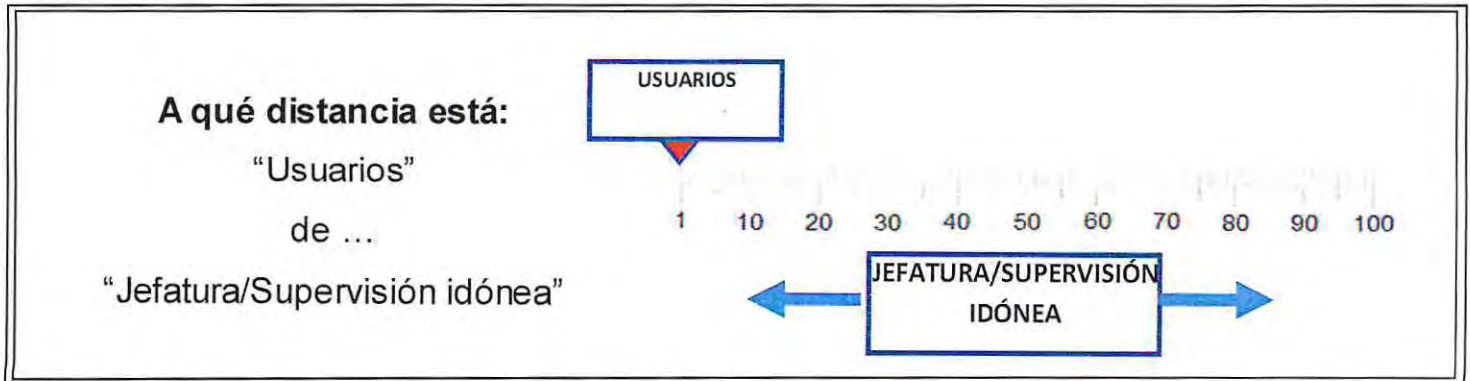 A qué distancia está:
“Usuarios”
de ...
“Jefatura/Supervisión idónea”
USUARIOS
1 10 20 30 40 50 60 70 80 90 100
JEFATURA/SUPERVISIÓN
IDÓNEA